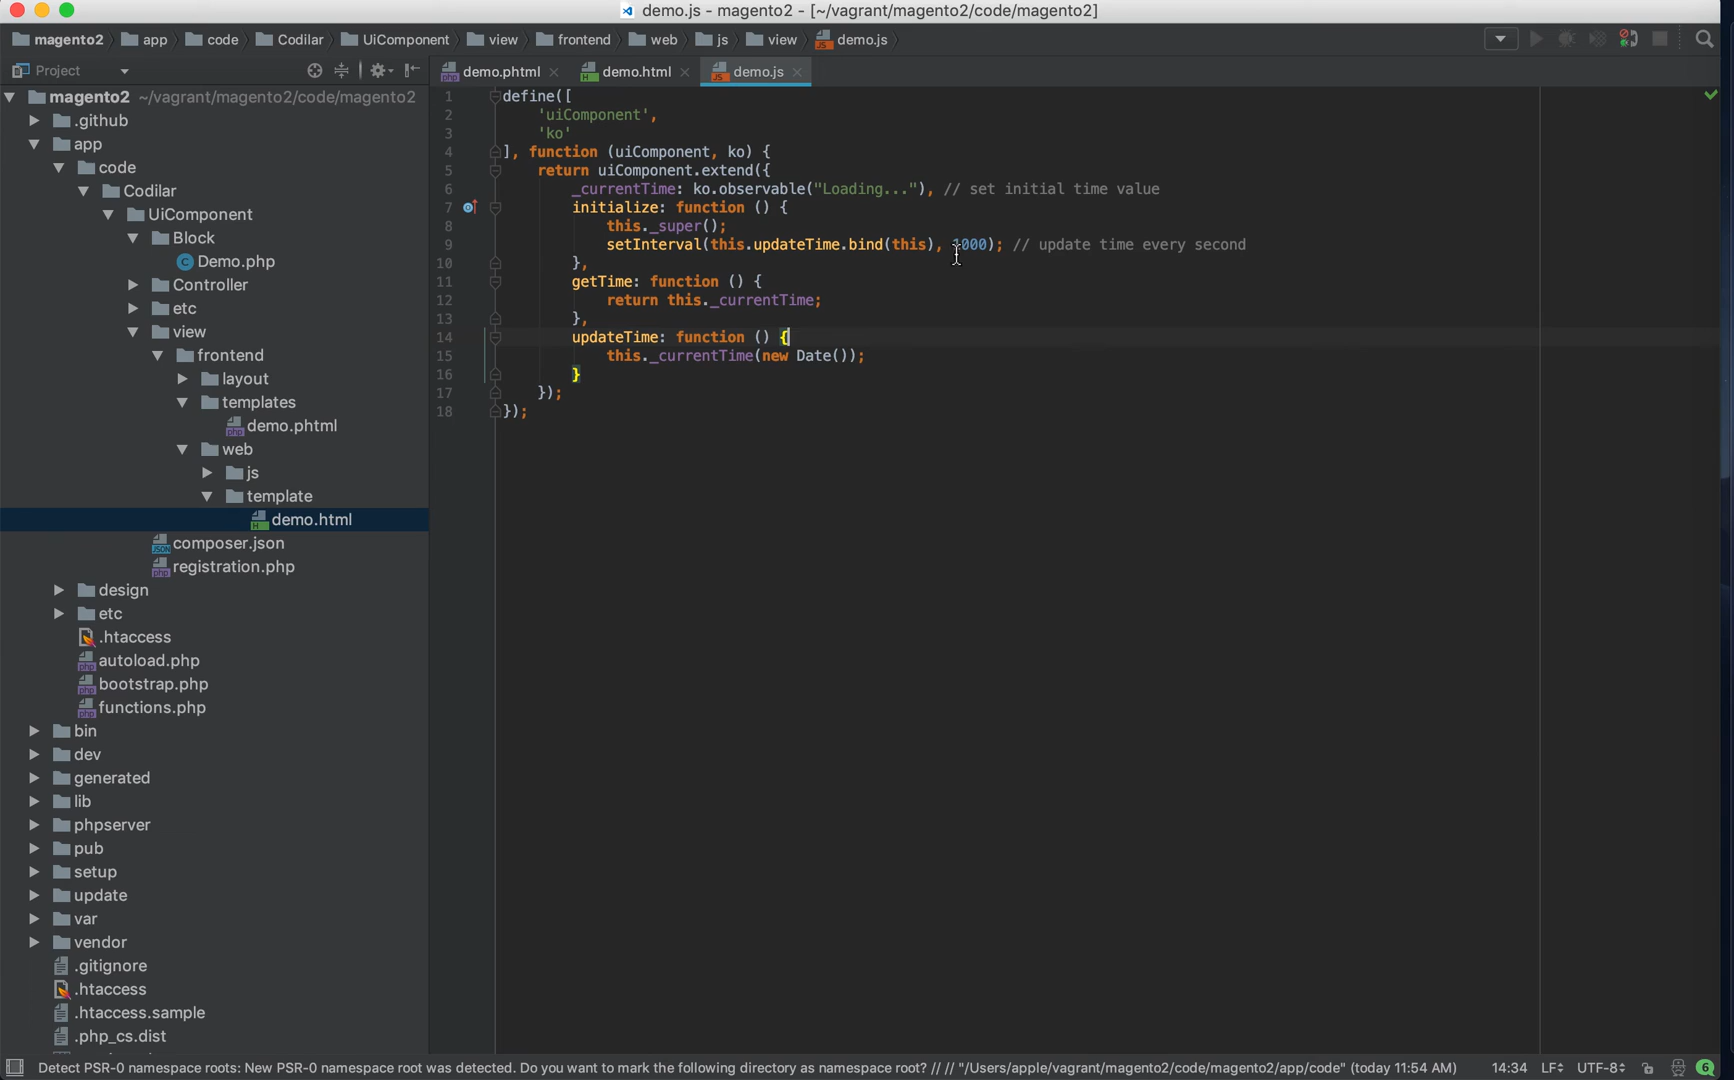 demo.js - magento2 - [~/vagrant/magento2/code/magento2]
magento2 app code Codilar UiComponent view frontend web js view demo.js
Project
demo.phtml demo.html demo.js
magento2 ~/vagrant/magento2/code/magento2
.github
app
code
Codilar
UiComponent
Block
Demo.php
Controller
etc
view
frontend
layout
templates
demo.phtml
web
js
template
demo.html
composer.json
registration.php
design
etc
.htaccess
autoload.php
bootstrap.php
functions.php
bin
dev
generated
lib
phpserver
pub
setup
update
var
vendor
.gitignore
.htaccess
.htaccess.sample
.php_cs.dist
1 define([
2 'uiComponent',
3 'ko'
4 ], function (uiComponent, ko) {
5 return uiComponent.extend({
6 _currentTime: ko.observable("Loading..."), // set initial time value
7 initialize: function () {
8 this._super();
9 setInterval(this.updateTime.bind(this), 1000); // update time every second
10 },
11 getTime: function () {
12 return this._currentTime;
13 },
14 updateTime: function () {
15 this._currentTime(new Date());
16 }
17 });
18 });
Detect PSR-0 namespace roots: New PSR-0 namespace root was detected. Do you want to mark the following directory as namespace root? // // "/Users/apple/vagrant/magento2/code/magento2/app/code" (today 11:54 AM) 14:34 LF UTF-8 6